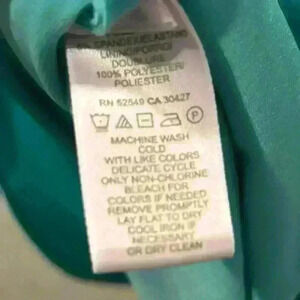 SPANDEX/ELASTANO
LINING/FORRO/
DOUBLURE
100% POLYESTER/
POLIESTER
RN 52549 CA 30427
P
MACHINE WASH
COLD
WITH LIKE COLORS
DELICATE CYCLE
ONLY NON-CHLORINE
BLEACH FOR
COLORS IF NEEDED
REMOVE PROMPTLY
LAY FLAT TO DRY
COOL IRON IF
NECESSARY
OR DRY CLEAN